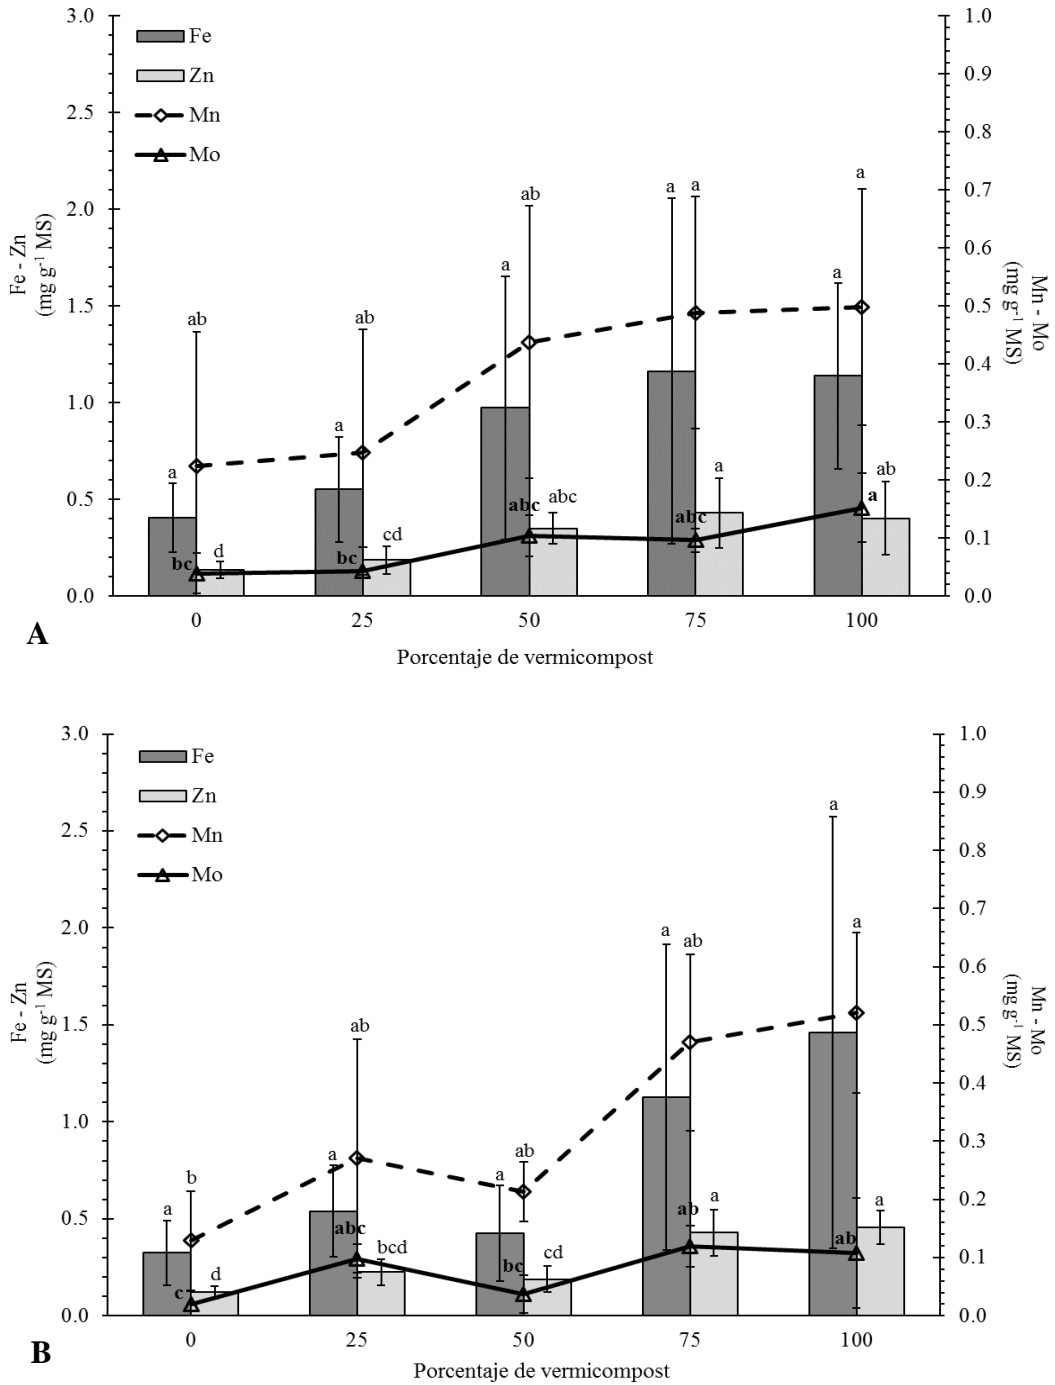 3.0
2.5
2.0
1.5
1.0
0.5
0.0
Fe - Zn
(mg g-1 MS)
Fe
Zn
Mn
Mo
1.0
0.9
0.8
0.7
0.6
0.5
0.4
0.3
0.2
0.1
0.0
Mn - Mo
(mg g-1 MS)
a ab bc d
a ab bc cd
a ab abc abc
a a abc a
a a a ab
0 25 50 75 100
Porcentaje de vermicompost
A
3.0
2.5
2.0
1.5
1.0
0.5
0.0
Fe - Zn
(mg g-1 MS)
Fe
Zn
Mn
Mo
1.0
0.9
0.8
0.7
0.6
0.5
0.4
0.3
0.2
0.1
0.0
Mn - Mo
(mg g-1 MS)
a b c d
a ab abc bcd
a ab bc cd
a ab ab a
a a ab a
0 25 50 75 100
Porcentaje de vermicompost
B